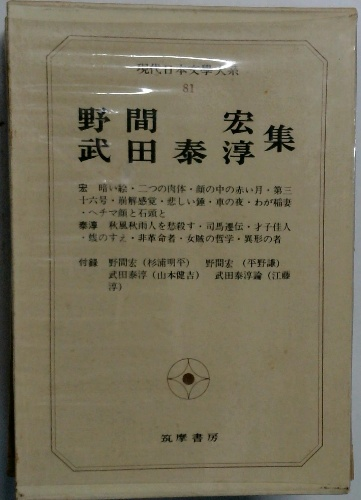 現代日本文學大系
81
野間 宏
武田泰淳 集
宏 暗い絵・二つの肉体・顔の中の赤い月・第三
十六号・崩解感覚・悲しい錘・車の夜・わが稲妻
・ヘチマ顔と石頭と
泰淳 秋風秋雨人を愁殺す・司馬遷伝・才子佳人
・蝮のすえ・非革命者・女賊の哲学・異形の者
付録 野間宏(杉浦明平) 野間宏(平野謙)
武田泰淳(山本健吉) 武田泰淳論(江藤
淳)
筑摩書房